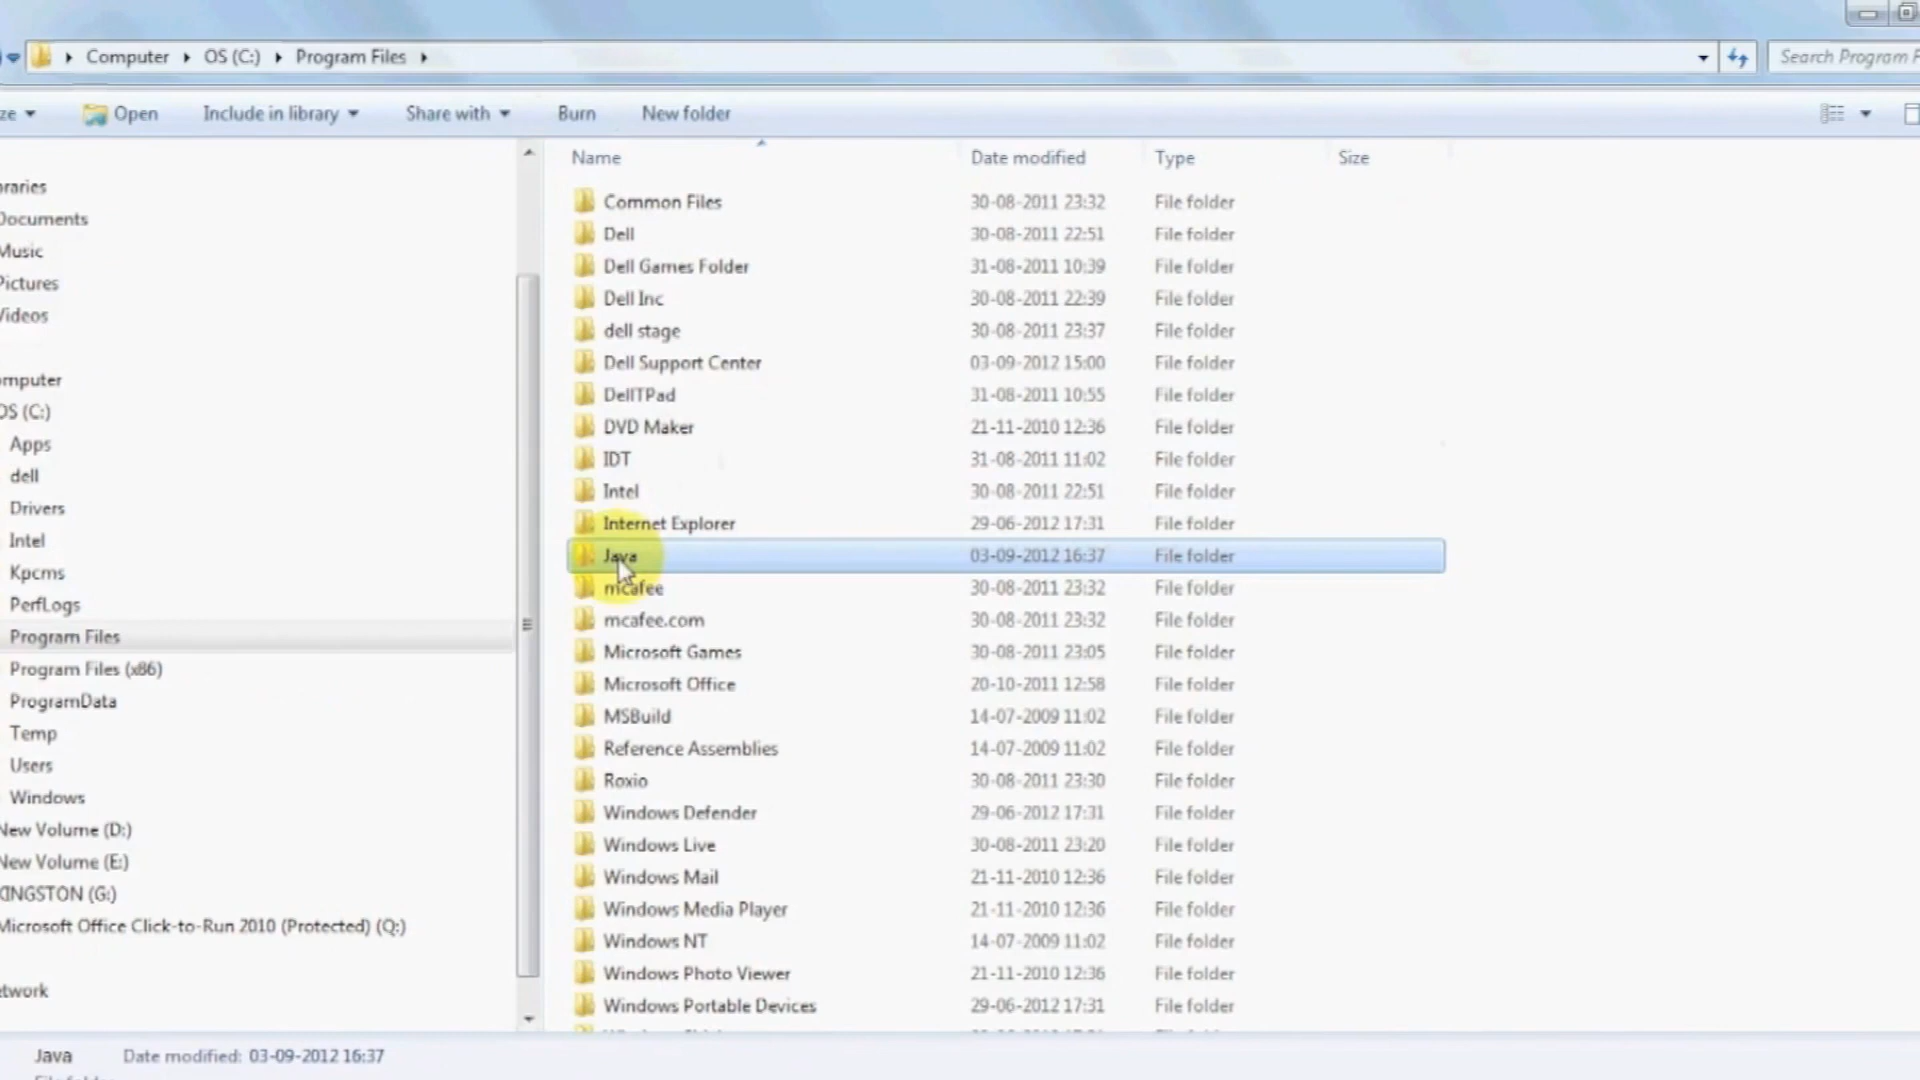 Computer OS (C:) Program Files
Search Program F
ze Open Include in library Share with Burn New folder
Name Date modified Type Size
raries
Documents
Music
Pictures
Videos
mputer
OS (C:)
Apps
dell
Drivers
Intel
Kpcms
PerfLogs
Program Files
Program Files (x86)
ProgramData
Temp
Users
Windows
New Volume (D:)
New Volume (E:)
KINGSTON (G:)
Microsoft Office Click-to-Run 2010 (Protected) (Q:)
etwork
Common Files 30-08-2011 23:32 File folder
Dell 30-08-2011 22:51 File folder
Dell Games Folder 31-08-2011 10:39 File folder
Dell Inc 30-08-2011 22:39 File folder
dell stage 30-08-2011 23:37 File folder
Dell Support Center 03-09-2012 15:00 File folder
DellTPad 31-08-2011 10:55 File folder
DVD Maker 21-11-2010 12:36 File folder
IDT 31-08-2011 11:02 File folder
Intel 30-08-2011 22:51 File folder
Internet Explorer 29-06-2012 17:31 File folder
Java 03-09-2012 16:37 File folder
mcafee 30-08-2011 23:32 File folder
mcafee.com 30-08-2011 23:32 File folder
Microsoft Games 30-08-2011 23:05 File folder
Microsoft Office 20-10-2011 12:58 File folder
MSBuild 14-07-2009 11:02 File folder
Reference Assemblies 14-07-2009 11:02 File folder
Roxio 30-08-2011 23:30 File folder
Windows Defender 29-06-2012 17:31 File folder
Windows Live 30-08-2011 23:20 File folder
Windows Mail 21-11-2010 12:36 File folder
Windows Media Player 21-11-2010 12:36 File folder
Windows NT 14-07-2009 11:02 File folder
Windows Photo Viewer 21-11-2010 12:36 File folder
Windows Portable Devices 29-06-2012 17:31 File folder
Java Date modified: 03-09-2012 16:37